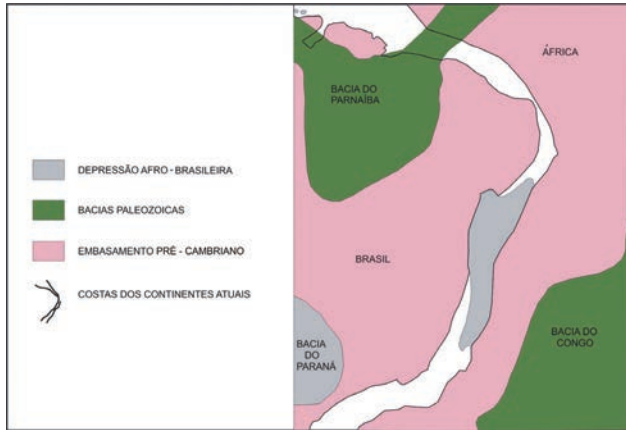 DEPRESSÃO AFRO - BRASILEIRA
BACIAS PALEOZOICAS
EMBASAMENTO PRÉ - CAMBRIANO
COSTAS DOS CONTINENTES ATUAIS
ÁFRICA
BACIA DO
PARNAÍBA
BRASIL
BACIA
DO
PARANÁ
BACIA DO
CONGO